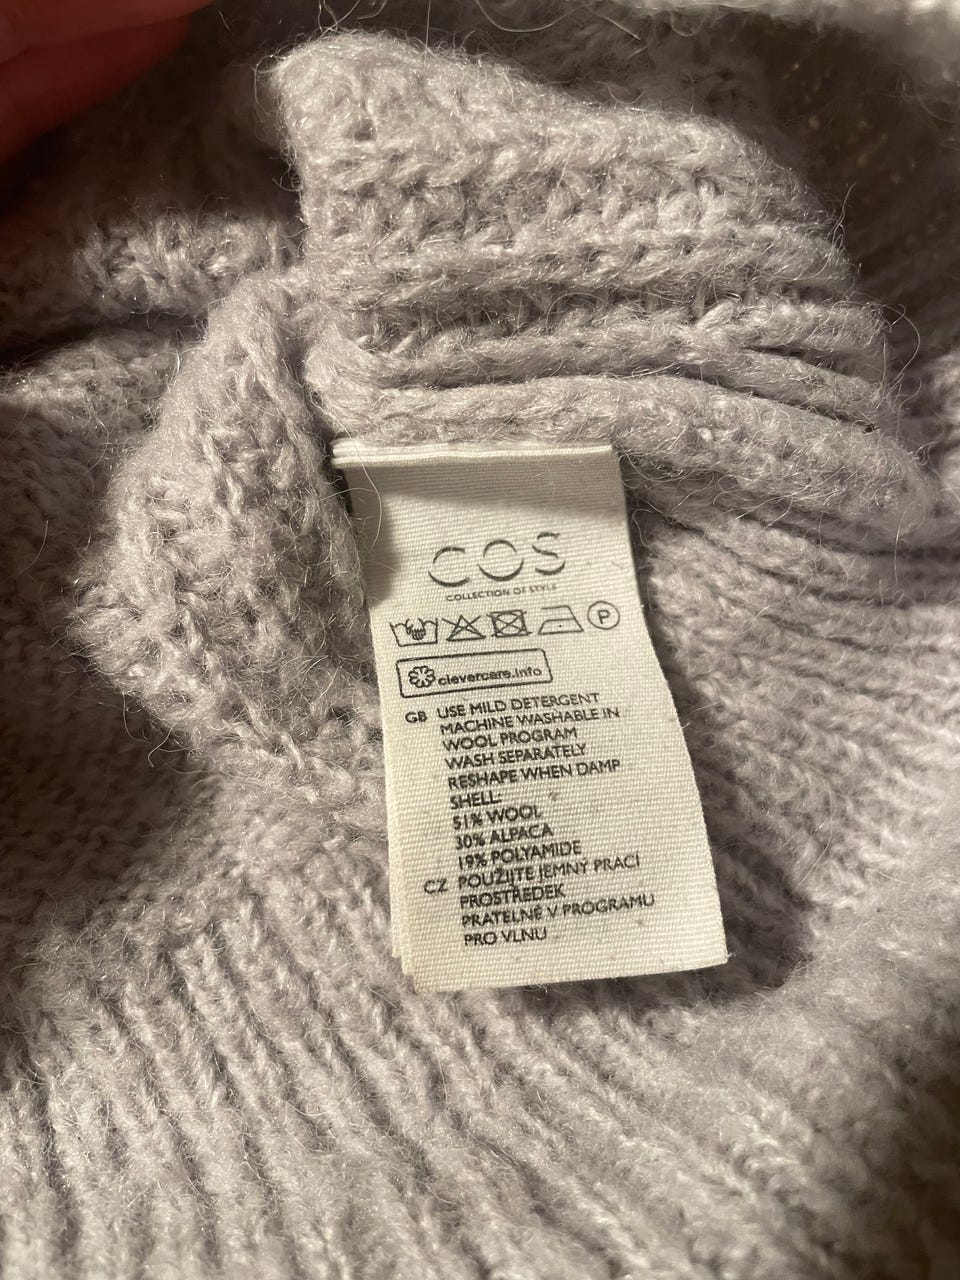 COS
COLLECTION OF STYLE
P
clevercare.info
GB USE MILD DETERGENT
MACHINE WASHABLE IN
WOOL PROGRAM
WASH SEPARATELY
RESHAPE WHEN DAMP
SHELL:
51% WOOL
30% ALPACA
19% POLYAMIDE
CZ POUŽIJTE JEMNÝ PRACÍ
PROSTŘEDEK
PRATELNÉ V PROGRAMU
PRO VLNU